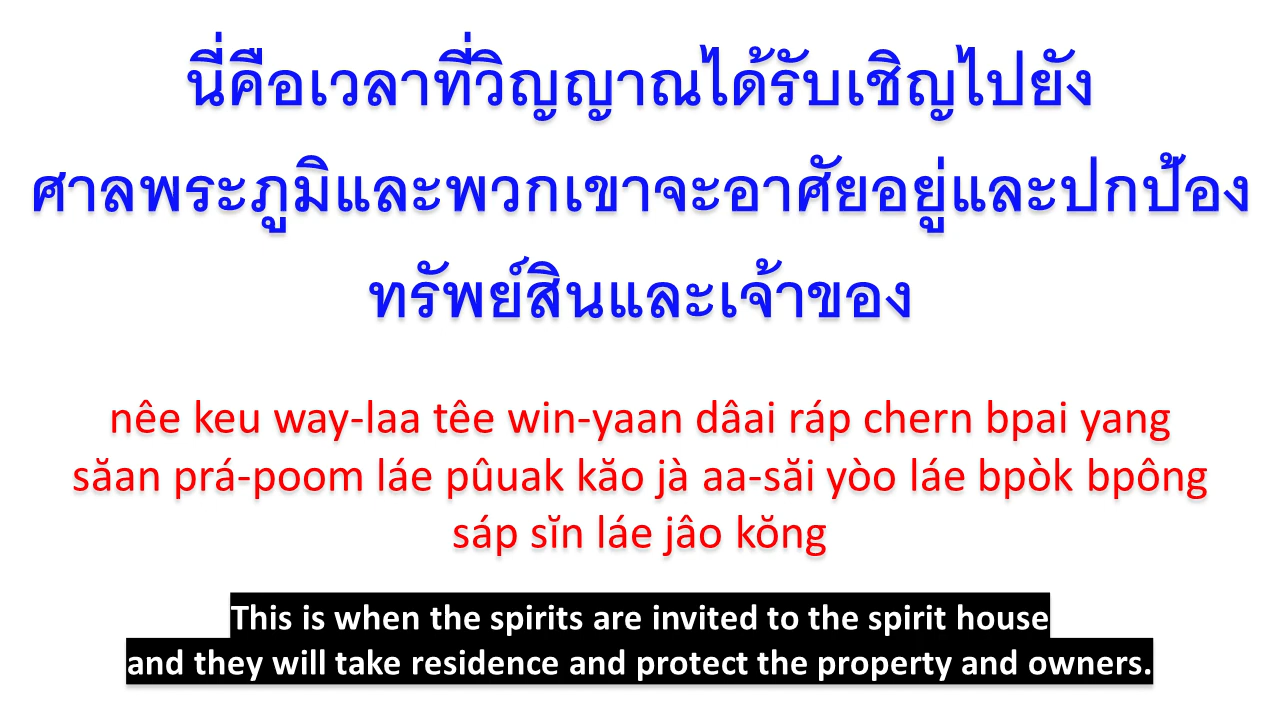 นี่คือเวลาที่วิญญาณได้รับเชิญไปยัง
ศาลพระภูมิและพวกเขาจะอาศัยอยู่และปกป้อง
ทรัพย์สินและเจ้าของ
nêe keu way-laa têe win-yaan dâai ráp chern bpai yang
săan prá-poom láe pûuak kăo jà aa-săi yòo láe bpòk bpông
sáp sĭn láe jâo kŏng
This is when the spirits are invited to the spirit house
and they will take residence and protect the property and owners.